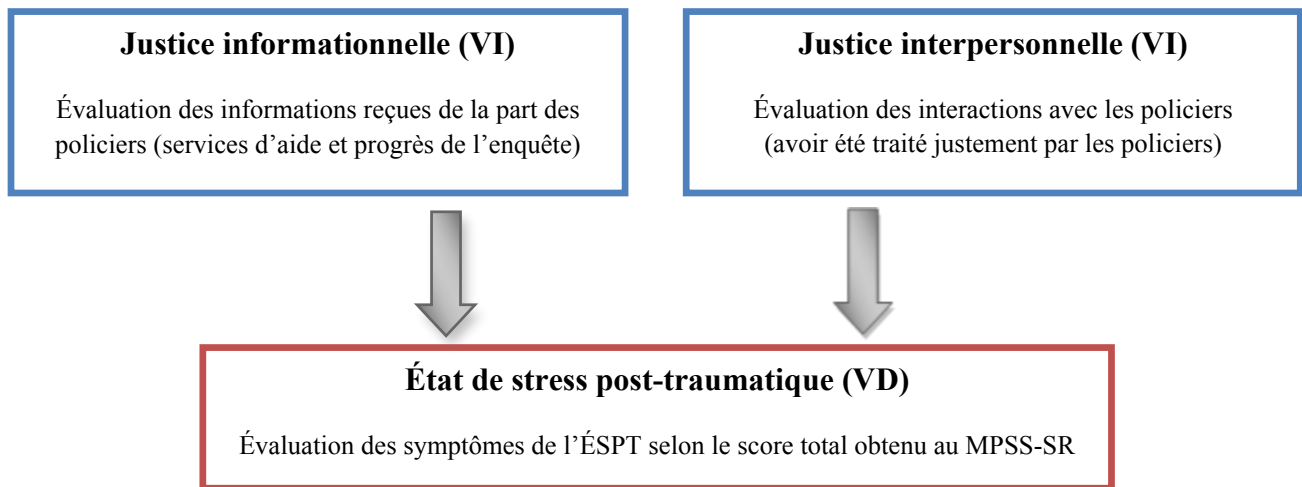 Justice informationnelle (VI)
Évaluation des informations reçues de la part des
policiers (services d'aide et progrès de l'enquête)
Justice interpersonnelle (VI)
Évaluation des interactions avec les policiers
(avoir été traité justement par les policiers)
État de stress post-traumatique (VD)
Évaluation des symptômes de l'ÉSPT selon le score total obtenu au MPSS-SR